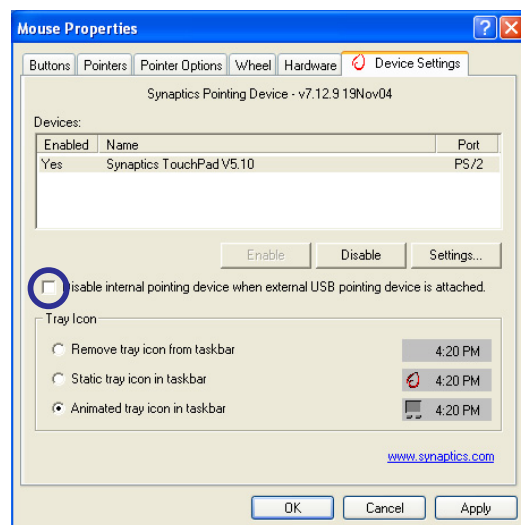 Mouse Properties
Buttons Pointers Pointer Options Wheel Hardware Device Settings
Synaptics Pointing Device - v7.12.9 19Nov04
Devices:
Enabled Name Port
Yes Synaptics TouchPad V5.10 PS/2
Enable Disable Settings...
isable internal pointing device when external USB pointing device is attached.
Tray Icon
Remove tray icon from taskbar 4:20 PM
Static tray icon in taskbar 4:20 PM
Animated tray icon in taskbar 4:20 PM
www.synaptics.com
OK Cancel Apply